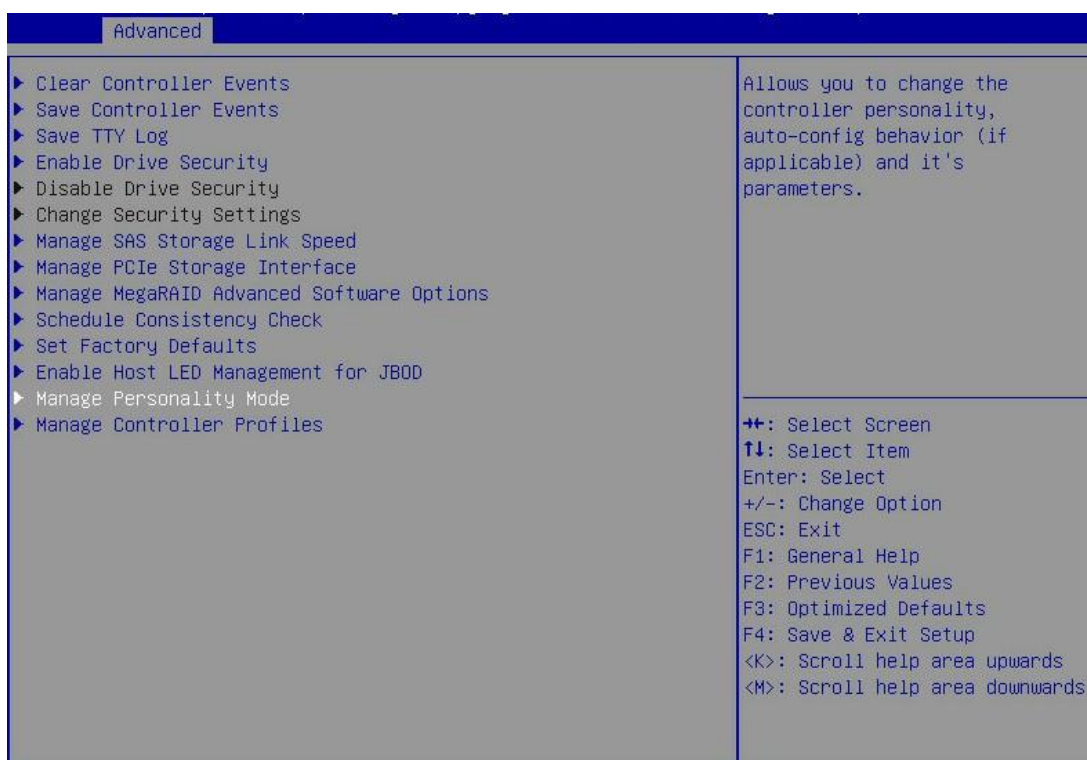 Advanced
Clear Controller Events
Save Controller Events
Save TTY Log
Enable Drive Security
Disable Drive Security
Change Security Settings
Manage SAS Storage Link Speed
Manage PCIe Storage Interface
Manage MegaRAID Advanced Software Options
Schedule Consistency Check
Set Factory Defaults
Enable Host LED Management for JBOD
Manage Personality Mode
Manage Controller Profiles
Allows you to change the
controller personality,
auto-config behavior (if
applicable) and it's
parameters.
→←: Select Screen
↑↓: Select Item
Enter: Select
+/-: Change Option
ESC: Exit
F1: General Help
F2: Previous Values
F3: Optimized Defaults
F4: Save & Exit Setup
<K>: Scroll help area upwards
<M>: Scroll help area downwards